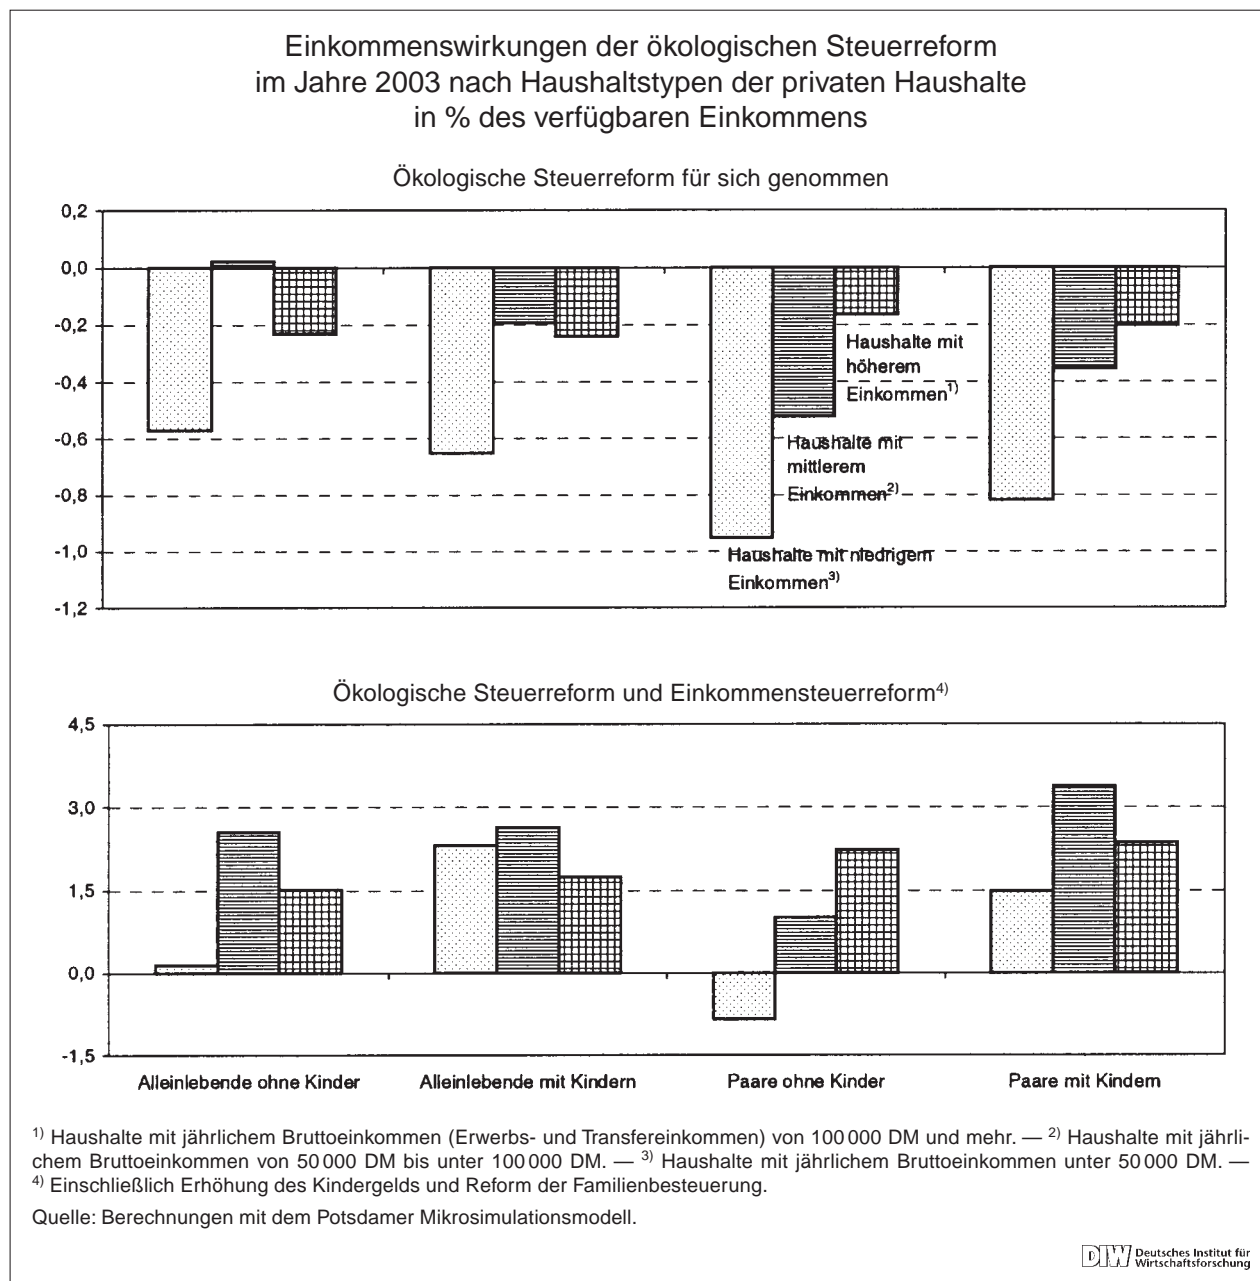 Einkommenswirkungen der ökologischen Steuerreform
im Jahre 2003 nach Haushaltstypen der privaten Haushalte
in % des verfügbaren Einkommens
Ökologische Steuerreform für sich genommen
0,2
0,0
-0,2
-0,4
-0,6
-0,8
-1,0
-1,2
Haushalte mit
höherem
Einkommen1)
Haushalte mit
mittlerem
Einkommen2)
Haushalte mit niedrigem
Einkommen3)
Ökologische Steuerreform und Einkommensteuerreform4)
4,5
3,0
1,5
0,0
-1,5
Alleinlebende ohne Kinder Alleinlebende mit Kindern Paare ohne Kinder Paare mit Kindern
1) Haushalte mit jährlichem Bruttoeinkommen (Erwerbs- und Transfereinkommen) von 100 000 DM und mehr. — 2) Haushalte mit jährli-
chem Bruttoeinkommen von 50 000 DM bis unter 100 000 DM. — 3) Haushalte mit jährlichem Bruttoeinkommen unter 50 000 DM. —
4) Einschließlich Erhöhung des Kindergelds und Reform der Familienbesteuerung.
Quelle: Berechnungen mit dem Potsdamer Mikrosimulationsmodell.
DIW Deutsches Institut für
Wirtschaftsforschung